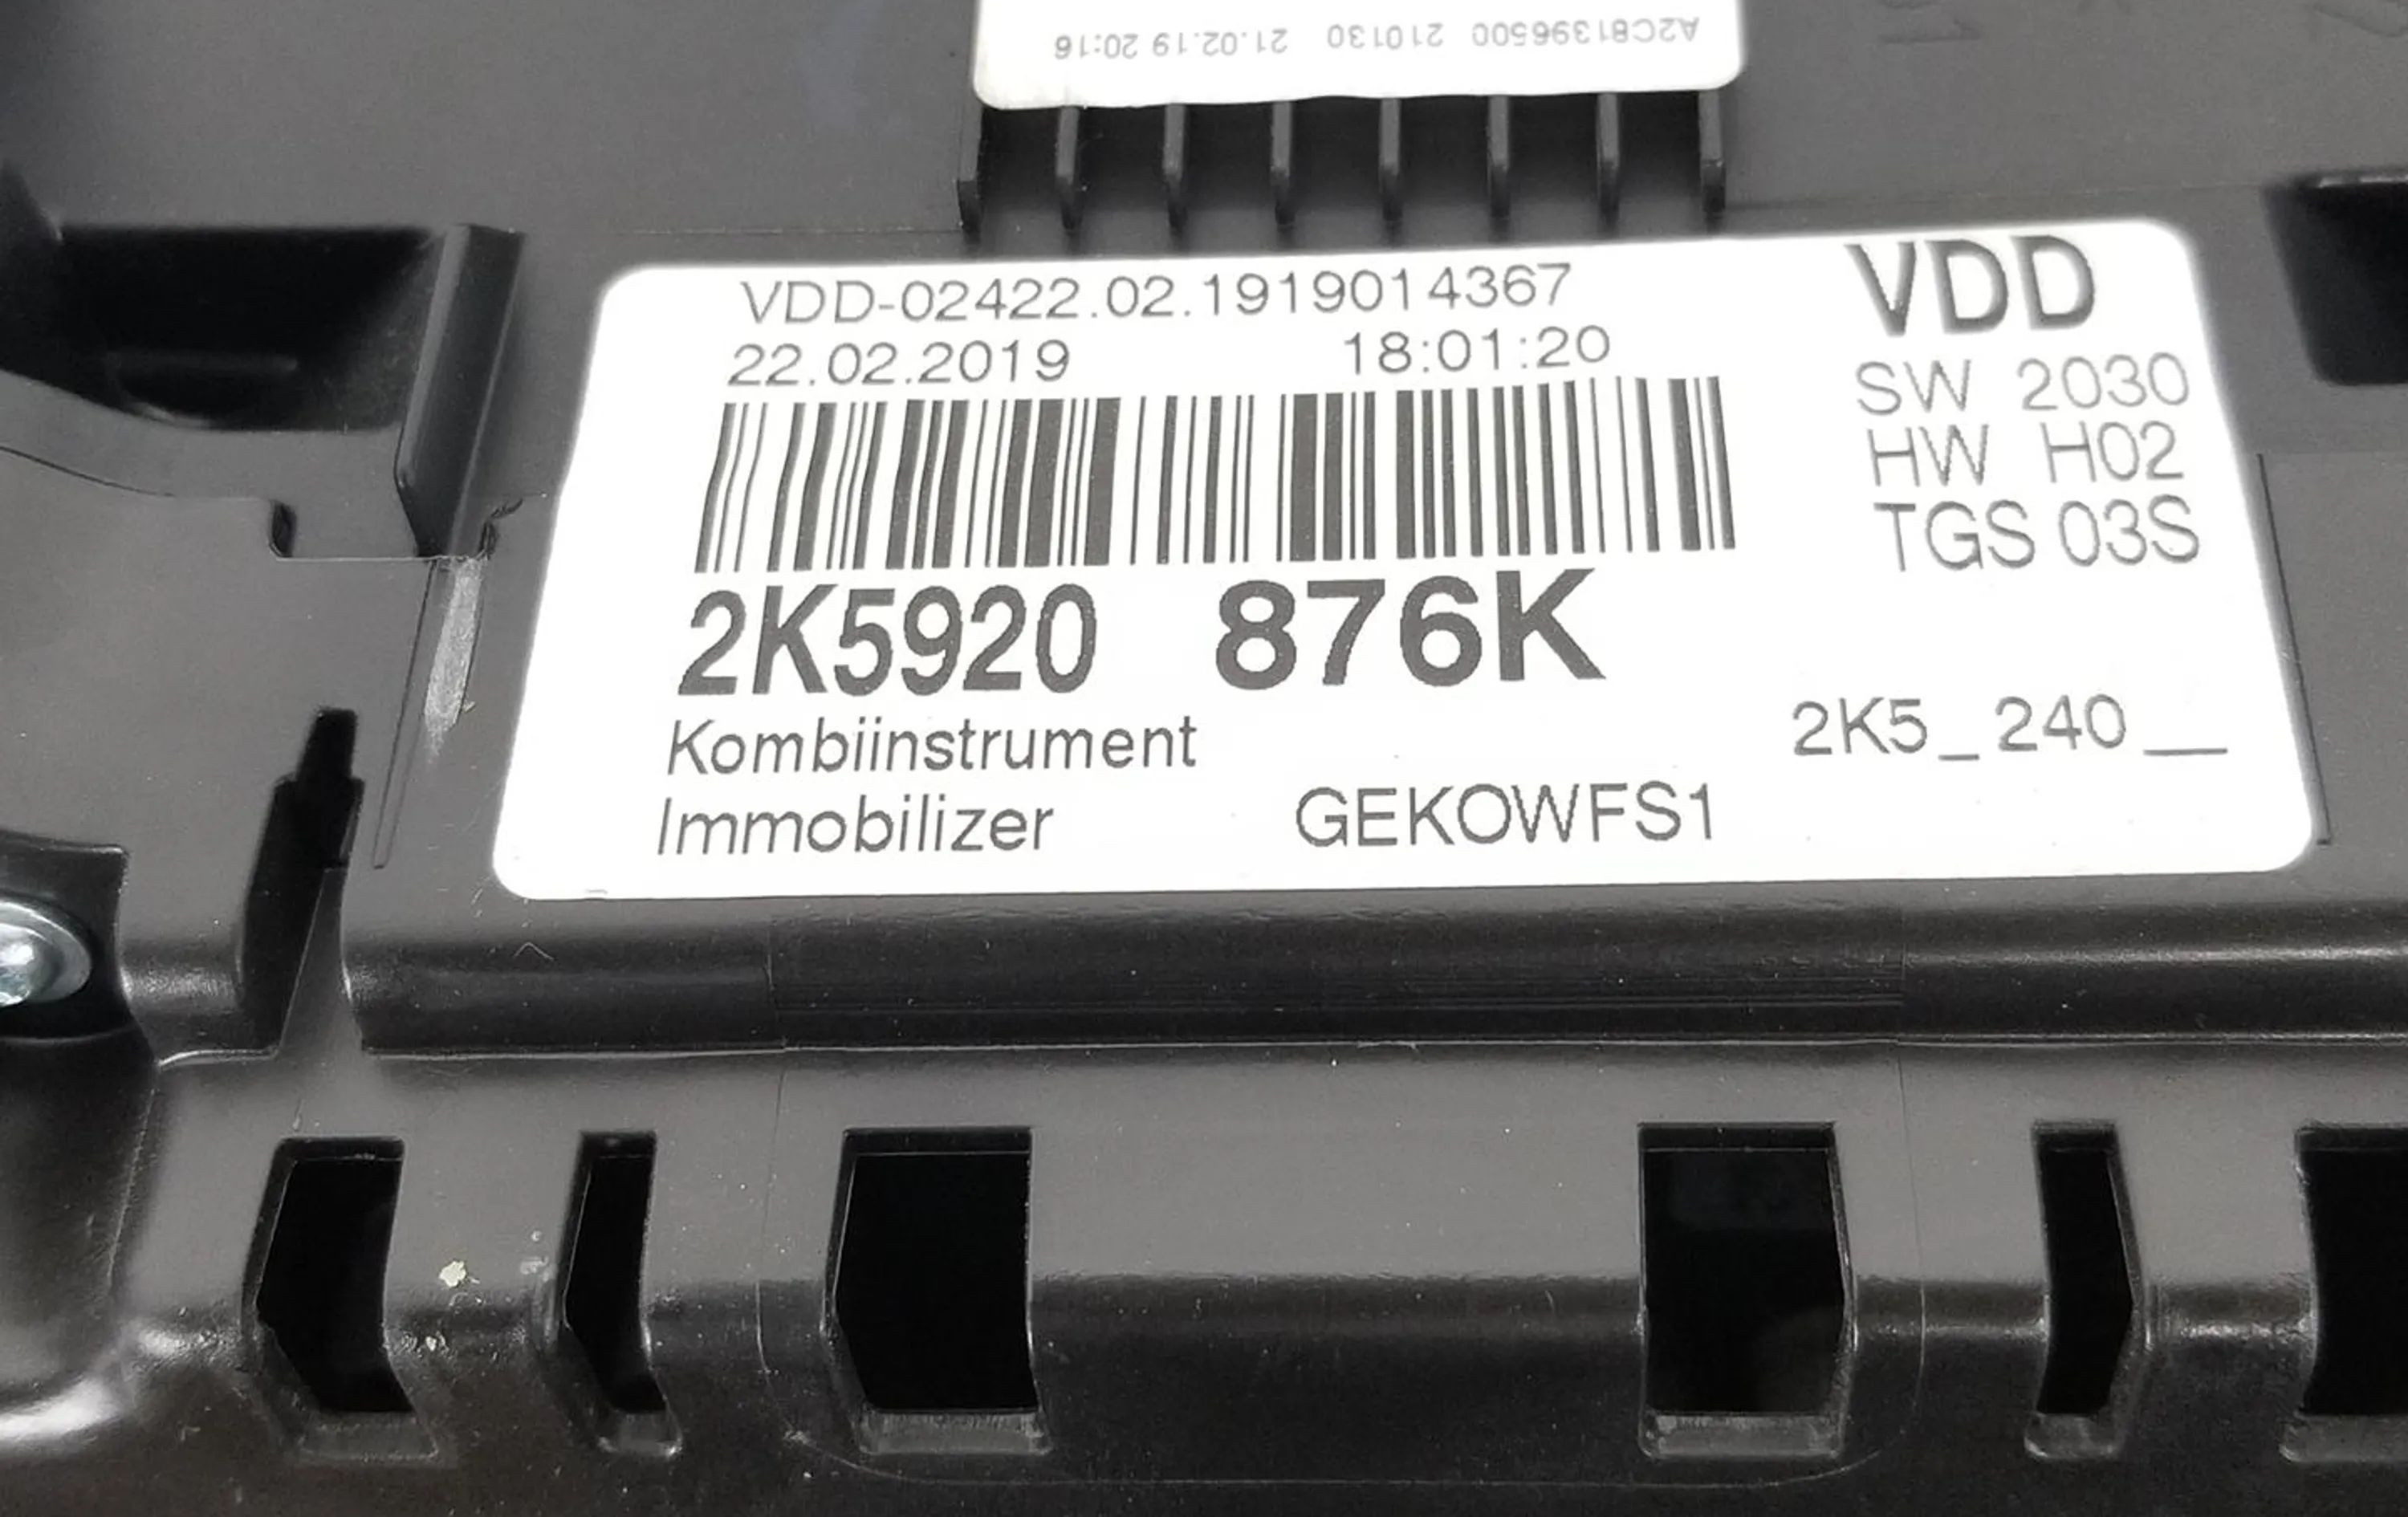 A2C81396500 210130 21.02.19 20:16
VDD-02422.02.1919014367
22.02.2019 18:01:20
VDD
SW 2030
HW H02
TGS 03S
2K5920 876K
Kombiinstrument
2K5_240__
Immobilizer GEKOWFS1